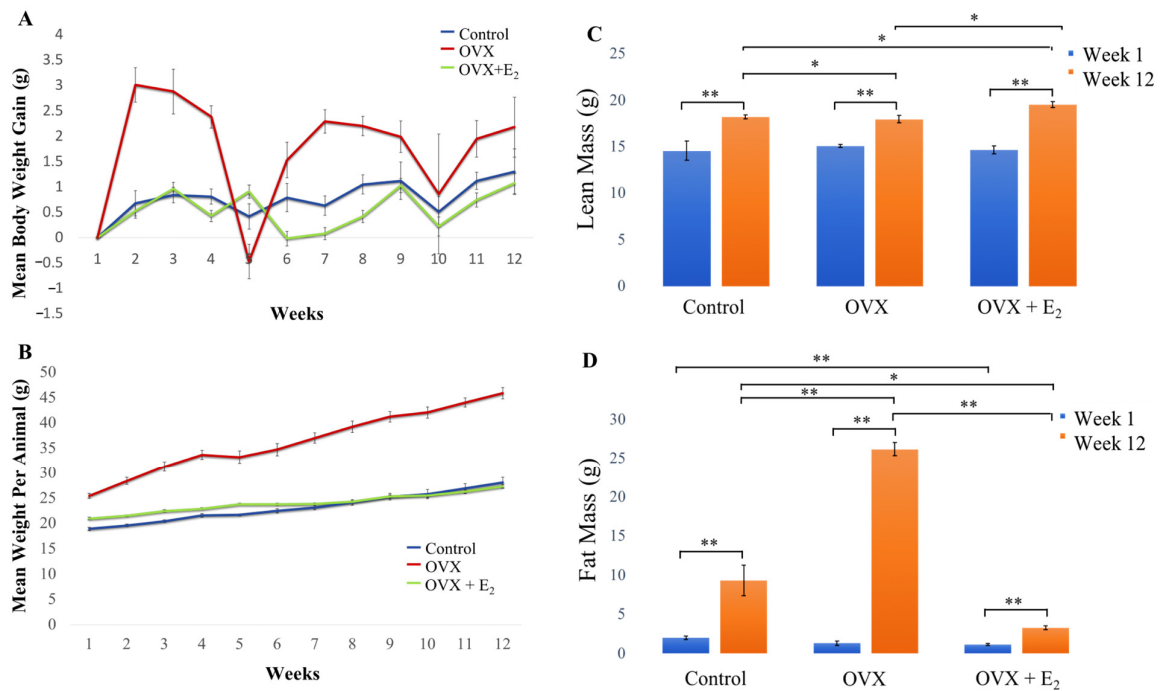 A
Mean Body Weight Gain (g)
4
3.5
3
2.5
2
1.5
1
0.5
0
−0.5
−1
−1.5
Control
OVX
OVX+E₂
1 2 3 4 5 6 7 8 9 10 11 12
Weeks
B
Mean Weight Per Animal (g)
50
45
40
35
30
25
20
15
10
5
0
Control
OVX
OVX + E₂
1 2 3 4 5 6 7 8 9 10 11 12
Weeks
C
*
*
*
Week 1
Week 12
Lean Mass (g)
25
20
15
10
5
0
** ** **
Control OVX OVX + E₂
D
**
*
** **
Week 1
Week 12
Fat Mass (g)
30
25
20
15
10
5
0
**
**
**
Control OVX OVX + E₂